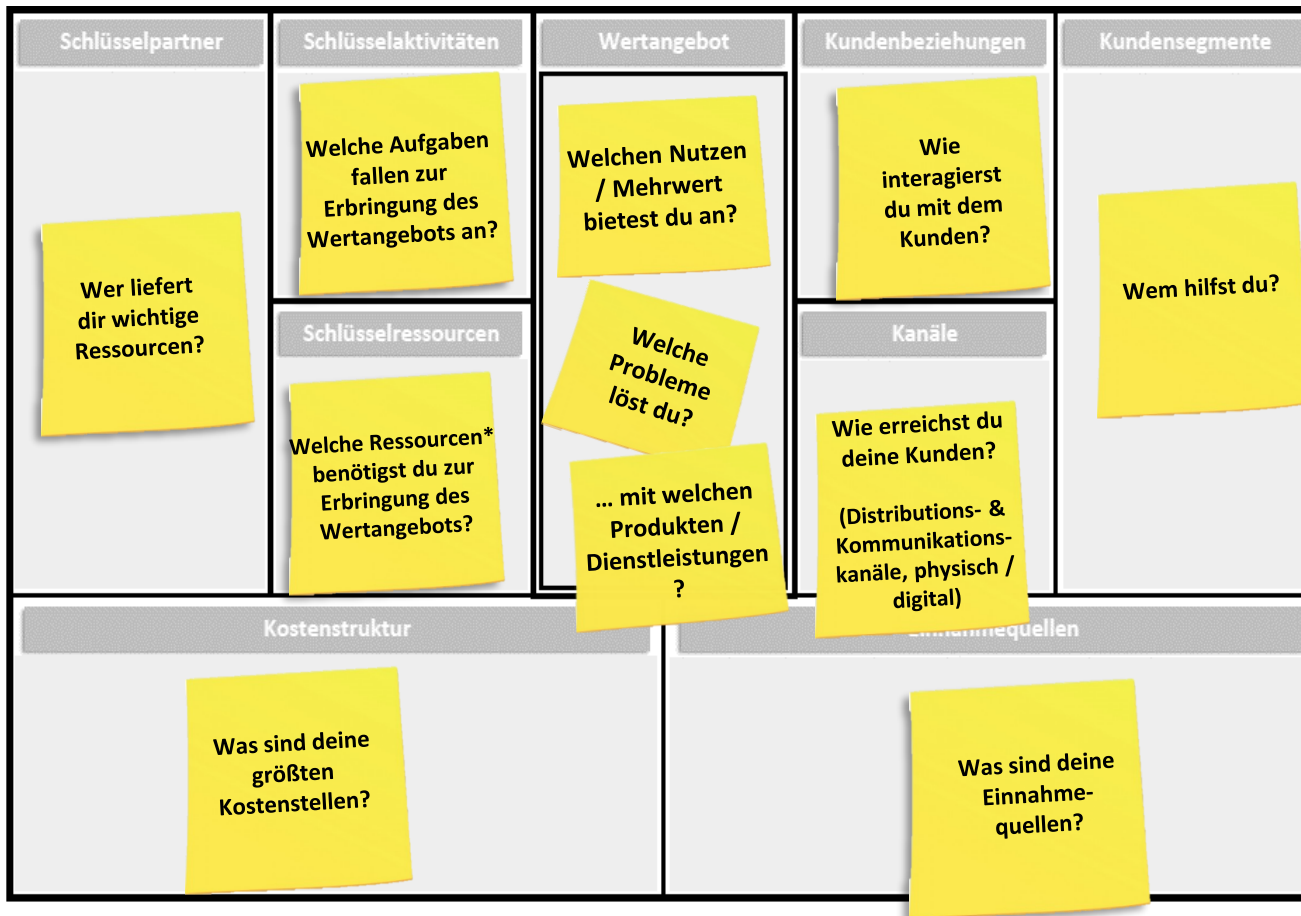 Schlüsselpartner
Wer liefert
dir wichtige
Ressourcen?
Schlüsselaktivitäten
Welche Aufgaben
fallen zur
Erbringung des
Wertangebots an?
Schlüsselressourcen
Welche Ressourcen*
benötigst du zur
Erbringung des
Wertangebots?
Wertangebot
Welchen Nutzen
/ Mehrwert
bietest du an?
Welche
Probleme
löst du?
... mit welchen
Produkten /
Dienstleistungen
?
Kundenbeziehungen
Wie
interagierst
du mit dem
Kunden?
Kanäle
Wie erreichst du
deine Kunden?
(Distributions- &
Kommunikations-
kanäle, physisch /
digital)
Kundensegmente
Wem hilfst du?
Kostenstruktur
Was sind deine
größten
Kostenstellen?
Einnahmequellen
Was sind deine
Einnahme-
quellen?